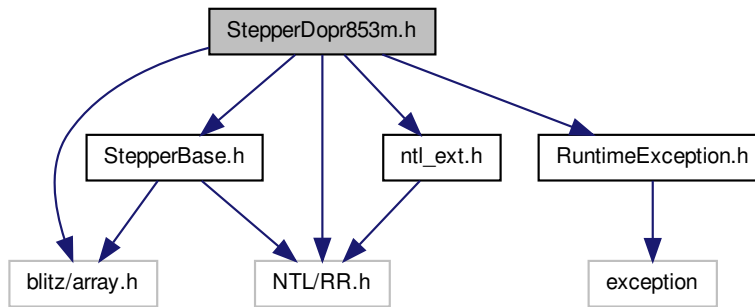 StepperDopr853m.h
StepperBase.h
ntl_ext.h
RuntimeException.h
blitz/array.h
NTL/RR.h
exception